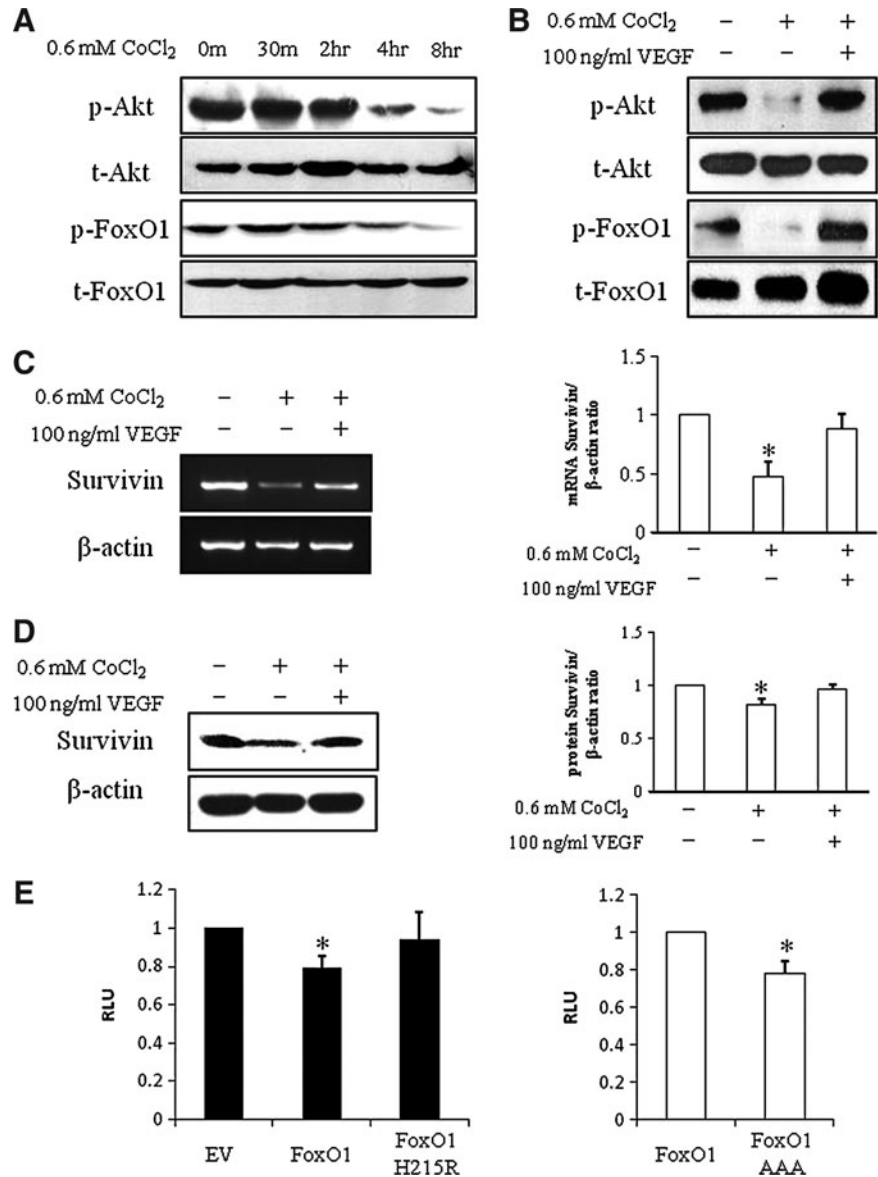 A
0.6 mM CoCl₂ 0m 30m 2hr 4hr 8hr
p-Akt
t-Akt
p-FoxO1
t-FoxO1
B
0.6 mM CoCl₂ − + +
100 ng/ml VEGF − − +
p-Akt
t-Akt
p-FoxO1
t-FoxO1
C
0.6 mM CoCl₂ − + +
100 ng/ml VEGF − − +
Survivin
β-actin
mRNA Survivin/
β-actin ratio
1.5
1
0.5
0
*
0.6 mM CoCl₂ − + +
100 ng/ml VEGF − − +
D
0.6 mM CoCl₂ − + +
100 ng/ml VEGF − − +
Survivin
β-actin
protein Survivin/
β-actin ratio
1.5
1
0.5
0
*
0.6 mM CoCl₂ − + +
100 ng/ml VEGF − − +
E
RLU
1.2
1
0.8
0.6
0.4
0.2
0
*
EV FoxO1 FoxO1
H215R
RLU
1.2
1
0.8
0.6
0.4
0.2
0
*
FoxO1 FoxO1
AAA